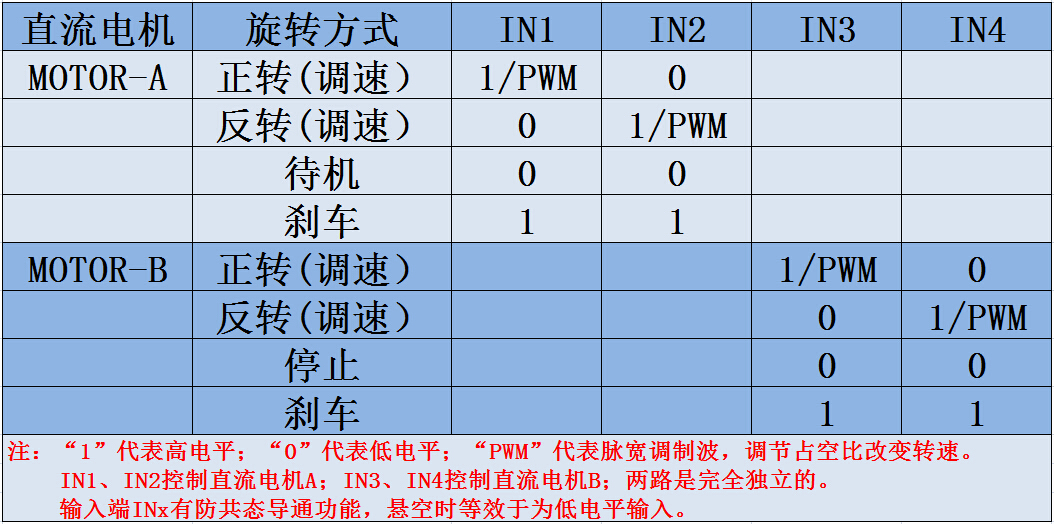 直流电机 旋转方式 IN1 IN2 IN3 IN4
MOTOR-A 正转(调速） 1/PWM 0
反转(调速） 0 1/PWM
待机 0 0
刹车 1 1
MOTOR-B 正转(调速） 1/PWM 0
反转(调速） 0 1/PWM
停止 0 0
刹车 1 1
注：“1”代表高电平；“0”代表低电平；“PWM”代表脉宽调制波，调节占空比改变转速。
IN1、IN2控制直流电机A；IN3、IN4控制直流电机B；两路是完全独立的。
输入端INx有防共态导通功能，悬空时等效于为低电平输入。